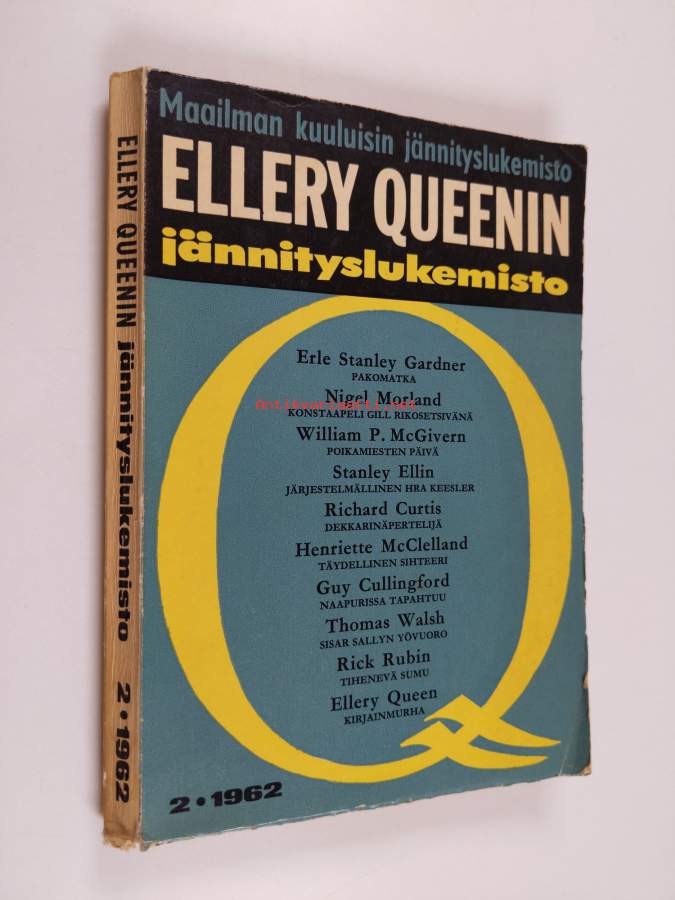 Maailman kuuluisin jännityslukemisto
ELLERY QUEENIN
jännityslukemisto
Erle Stanley Gardner
PAKOMATKA
Nigel Morland
KONSTAAPELI GILL RIKOSETSIVÄNÄ
William P. McGivern
POIKAMIESTEN PÄIVÄ
Stanley Ellin
JÄRJESTELMÄLLINEN HRA KEESLER
Richard Curtis
DEKKARINÄPERTELIJÄ
Henriette McClelland
TÄYDELLINEN SIHTEERI
Guy Cullingford
NAAPURISSA TAPAHTUU
Thomas Walsh
SISAR SALLYN YÖVUORO
Rick Rubin
TIHENEVÄ SUMU
Ellery Queen
KIRJAINMURHA
2 • 1962
ELLERY QUEENIN jännityslukemisto 2 • 1962
Antikvariaatti.net